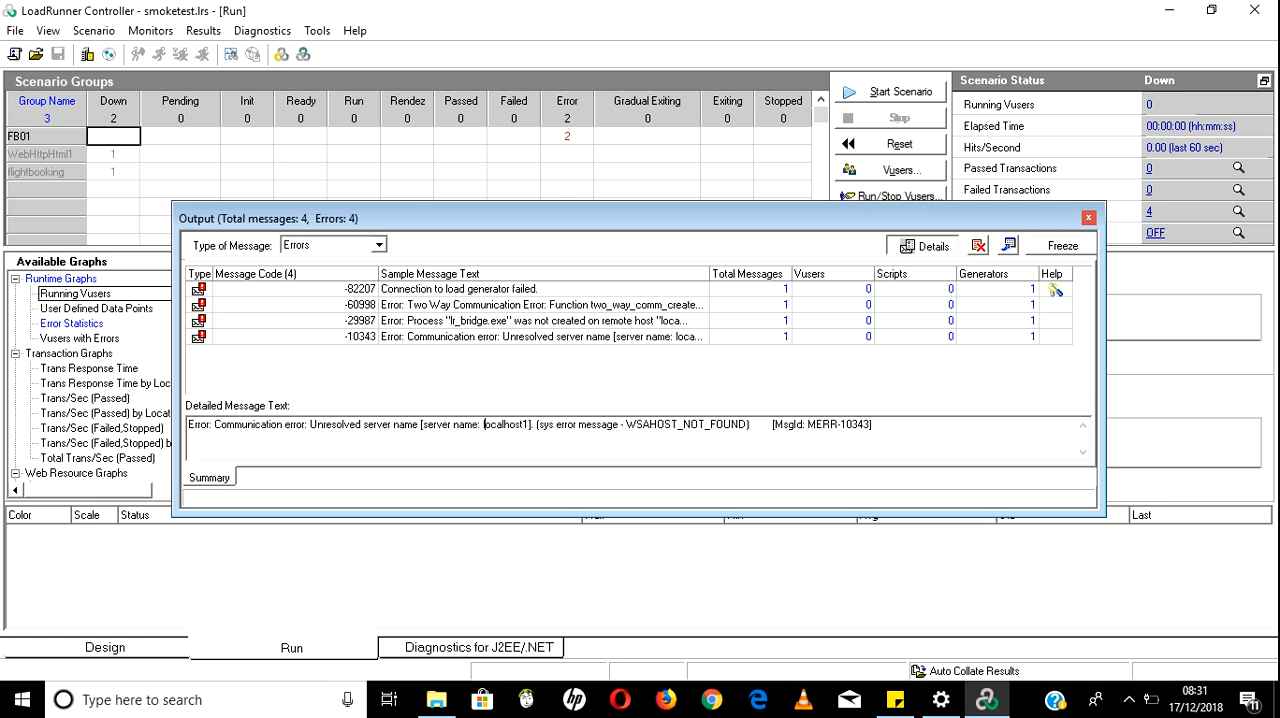 LoadRunner Controller - smoketest.lrs - [Run]
File View Scenario Monitors Results Diagnostics Tools Help
Scenario Groups
Group Name Down Pending Init Ready Run Rendez Passed Failed Error Gradual Exiting Exiting Stopped
3 2 0 0 0 0 0 0 0 2 0 0 0
FB01 2
WebHttpHtml1 1
flightbooking 1
Start Scenario
Stop
Reset
Vusers...
Run/Stop Vusers...
Scenario Status Down
Running Vusers 0
Elapsed Time 00:00:00 (hh:mm:ss)
Hits/Second 0.00 (last 60 sec)
Passed Transactions 0
Failed Transactions 0
4
OFF
Output (Total messages: 4, Errors: 4)
Type of Message: Errors Details Freeze
Type Message Code (4) Sample Message Text Total Messages Vusers Scripts Generators Help
-82207 Connection to load generator failed. 1 0 0 1
-60998 Error: Two Way Communication Error: Function two_way_comm_create... 1 0 0 1
-29987 Error: Process "lr_bridge.exe" was not created on remote host "loca... 1 0 0 1
-10343 Error: Communication error: Unresolved server name [server name: loca... 1 0 0 1
Detailed Message Text:
Error: Communication error: Unresolved server name [server name: localhost1]. (sys error message - WSAHOST_NOT_FOUND) [MsgId: MERR-10343]
Summary
Available Graphs
Runtime Graphs
Running Vusers
User Defined Data Points
Error Statistics
Vusers with Errors
Transaction Graphs
Trans Response Time
Trans Response Time by Loc
Trans/Sec (Passed)
Trans/Sec (Passed) by Locat
Trans/Sec (Failed,Stopped)
Trans/Sec (Failed,Stopped) b
Total Trans/Sec (Passed)
Web Resource Graphs
Color Scale Status Last
Design Run Diagnostics for J2EE/.NET
Auto Collate Results
Type here to search
08:31
17/12/2018
11